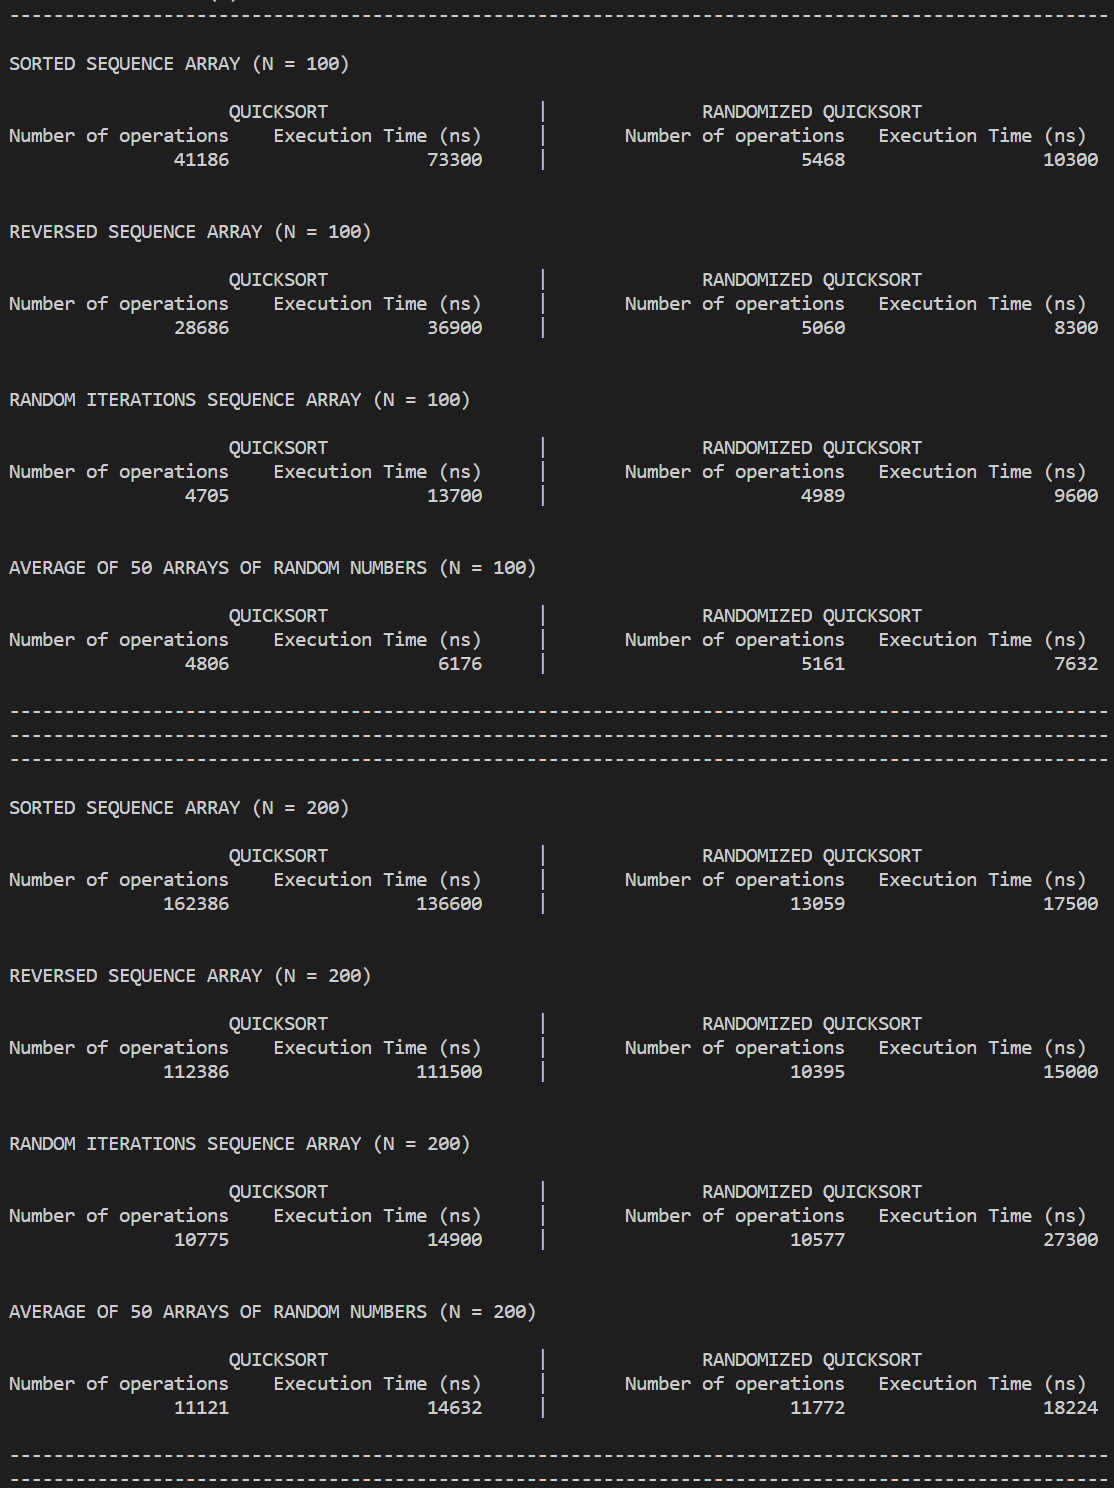 ----------------------------------------------------------------------------------------------------
SORTED SEQUENCE ARRAY (N = 100)
QUICKSORT | RANDOMIZED QUICKSORT
Number of operations Execution Time (ns) | Number of operations Execution Time (ns)
41186 73300 | 5468 10300
REVERSED SEQUENCE ARRAY (N = 100)
QUICKSORT | RANDOMIZED QUICKSORT
Number of operations Execution Time (ns) | Number of operations Execution Time (ns)
28686 36900 | 5060 8300
RANDOM ITERATIONS SEQUENCE ARRAY (N = 100)
QUICKSORT | RANDOMIZED QUICKSORT
Number of operations Execution Time (ns) | Number of operations Execution Time (ns)
4705 13700 | 4989 9600
AVERAGE OF 50 ARRAYS OF RANDOM NUMBERS (N = 100)
QUICKSORT | RANDOMIZED QUICKSORT
Number of operations Execution Time (ns) | Number of operations Execution Time (ns)
4806 6176 | 5161 7632
----------------------------------------------------------------------------------------------------
----------------------------------------------------------------------------------------------------
----------------------------------------------------------------------------------------------------
SORTED SEQUENCE ARRAY (N = 200)
QUICKSORT | RANDOMIZED QUICKSORT
Number of operations Execution Time (ns) | Number of operations Execution Time (ns)
162386 136600 | 13059 17500
REVERSED SEQUENCE ARRAY (N = 200)
QUICKSORT | RANDOMIZED QUICKSORT
Number of operations Execution Time (ns) | Number of operations Execution Time (ns)
112386 111500 | 10395 15000
RANDOM ITERATIONS SEQUENCE ARRAY (N = 200)
QUICKSORT | RANDOMIZED QUICKSORT
Number of operations Execution Time (ns) | Number of operations Execution Time (ns)
10775 14900 | 10577 27300
AVERAGE OF 50 ARRAYS OF RANDOM NUMBERS (N = 200)
QUICKSORT | RANDOMIZED QUICKSORT
Number of operations Execution Time (ns) | Number of operations Execution Time (ns)
11121 14632 | 11772 18224
----------------------------------------------------------------------------------------------------
----------------------------------------------------------------------------------------------------